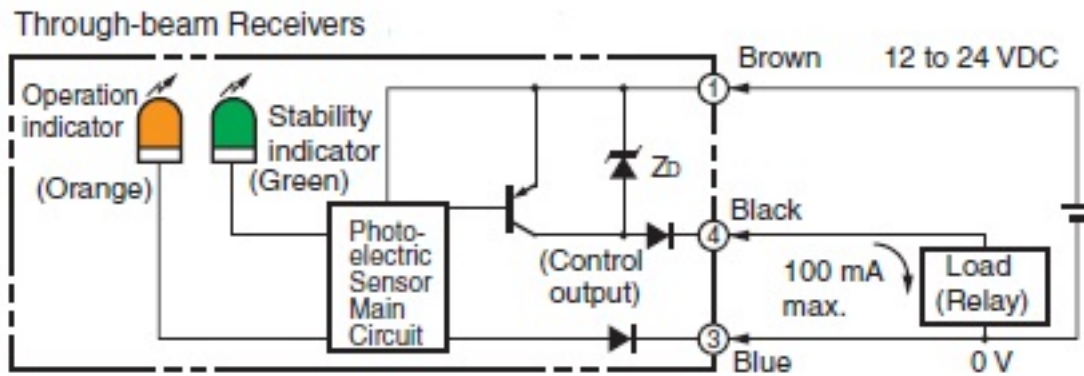 Through-beam Receivers
Operation
indicator
(Orange)
Stability
indicator
(Green)
Photo-
electric
Sensor
Main
Circuit
ZD
(Control
output)
1
Brown
12 to 24 VDC
Black
4
100 mA
max.
Load
(Relay)
3
Blue
0 V